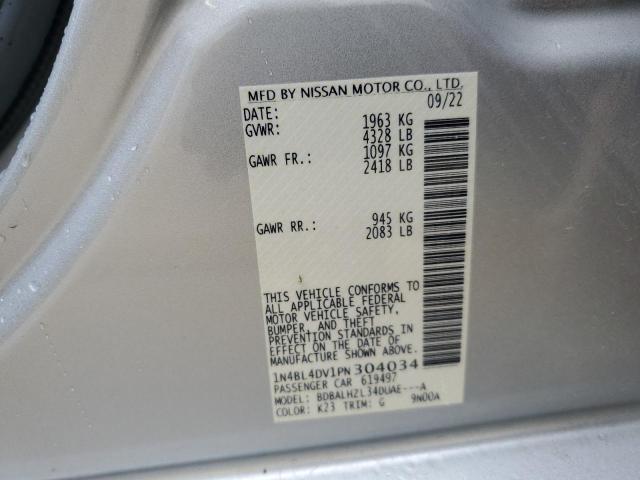 MFD BY NISSAN MOTOR CO., LTD.
DATE: 09/22
GVWR: 1963 KG
4328 LB
GAWR FR.: 1097 KG
2418 LB
GAWR RR.: 945 KG
2083 LB
THIS VEHICLE CONFORMS TO
ALL APPLICABLE FEDERAL
MOTOR VEHICLE SAFETY,
BUMPER, AND THEFT
PREVENTION STANDARDS IN
EFFECT ON THE DATE OF
MANUFACTURE SHOWN ABOVE.
1N4BL4DV1PN304034
PASSENGER CAR 619497
MODEL: BDBALHZL34DUAE---A
COLOR: K23 TRIM: G 9N00A